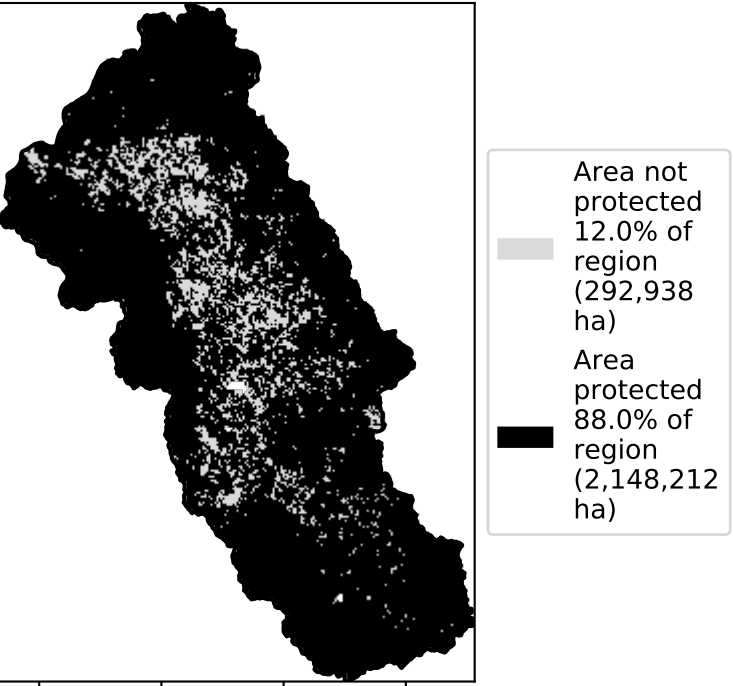 Area not
protected
12.0% of
region
(292,938
ha)
Area
protected
88.0% of
region
(2,148,212
ha)